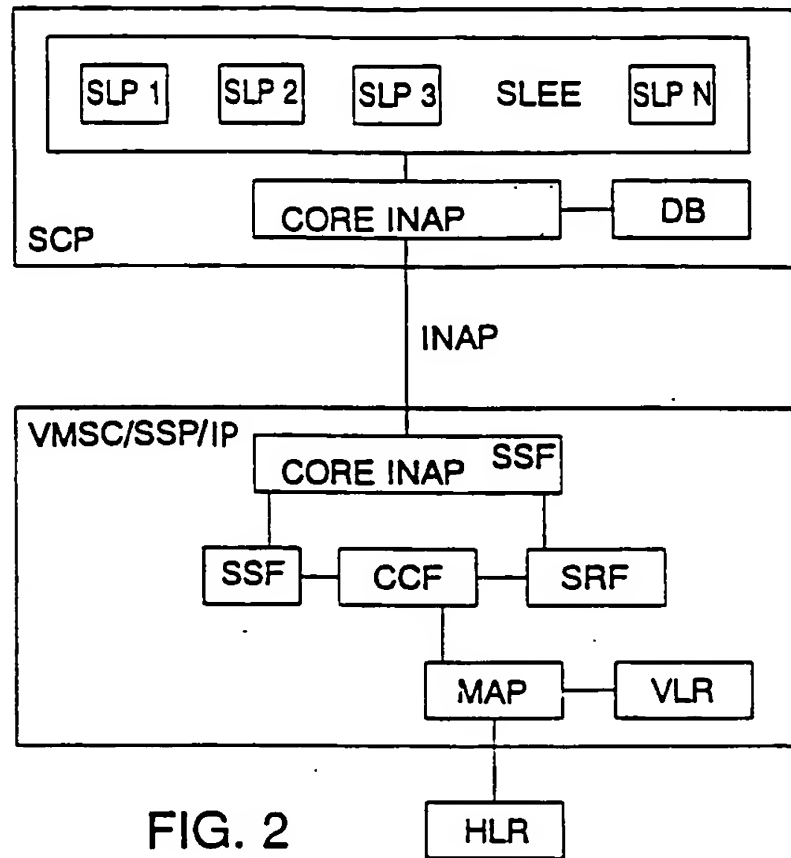 SLP 1 SLP 2 SLP 3 SLEE SLP N
CORE INAP DB
SCP
INAP
VMSC/SSP/IP
SSF
CORE INAP
SSF CCF SRF
MAP VLR
FIG. 2 HLR